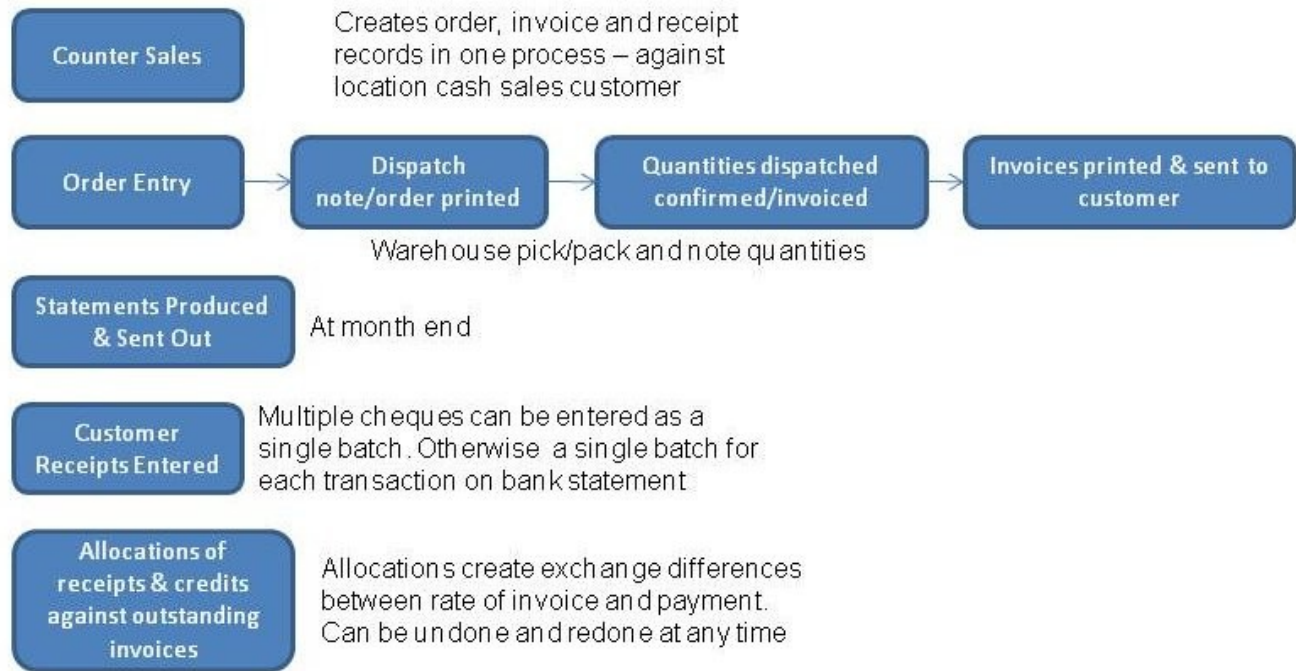 Counter Sales
Creates order, invoice and receipt
records in one process – against
location cash sales customer
Order Entry
Dispatch
note/order printed
Quantities dispatched
confirmed/invoiced
Invoices printed & sent to
customer
Warehouse pick/pack and note quantities
Statements Produced
& Sent Out
At month end
Customer
Receipts Entered
Multiple cheques can be entered as a
single batch. Otherwise a single batch for
each transaction on bank statement
Allocations of
receipts & credits
against outstanding
invoices
Allocations create exchange differences
between rate of invoice and payment.
Can be undone and redone at any time